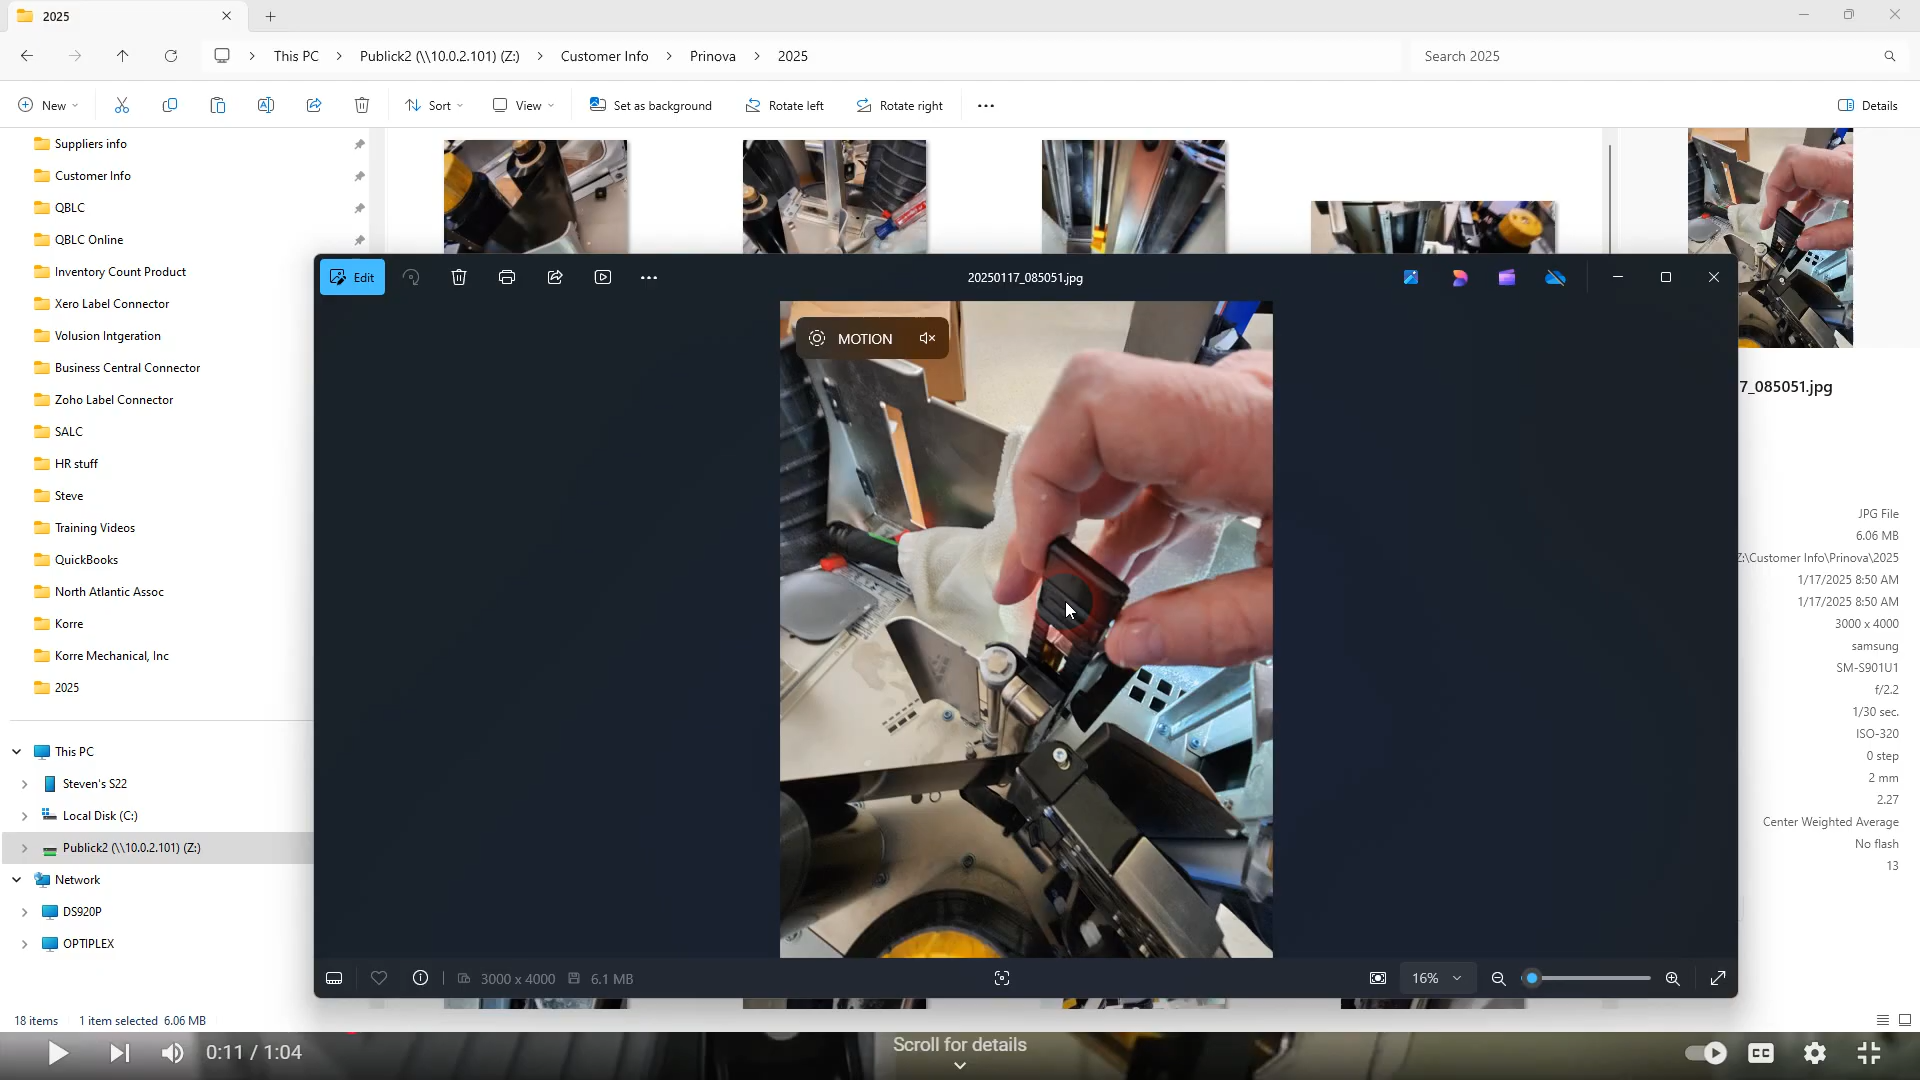 2025
This PC
Publick2 (\\10.0.2.101) (Z:)
Customer Info
Prinova
2025
Search 2025
New
Sort
View
Set as background
Rotate left
Rotate right
Details
Suppliers info
Customer Info
QBLC
QBLC Online
Inventory Count Product
Xero Label Connector
Volusion Intgeration
Business Central Connector
Zoho Label Connector
SALC
HR stuff
Steve
Training Videos
QuickBooks
North Atlantic Assoc
Korre
Korre Mechanical, Inc
2025
This PC
Steven's S22
Local Disk (C:)
Publick2 (\\10.0.2.101) (Z:)
Network
DS920P
OPTIPLEX
Edit
20250117_085051.jpg
MOTION
3000 x 4000
6.1 MB
16%
7_085051.jpg
JPG File
6.06 MB
Z:\Customer Info\Prinova\2025
1/17/2025 8:50 AM
1/17/2025 8:50 AM
3000 x 4000
samsung
SM-S901U1
f/2.2
1/30 sec.
ISO-320
0 step
2 mm
2.27
Center Weighted Average
No flash
13
18 items
1 item selected 6.06 MB
0:11 / 1:04
Scroll for details
CC